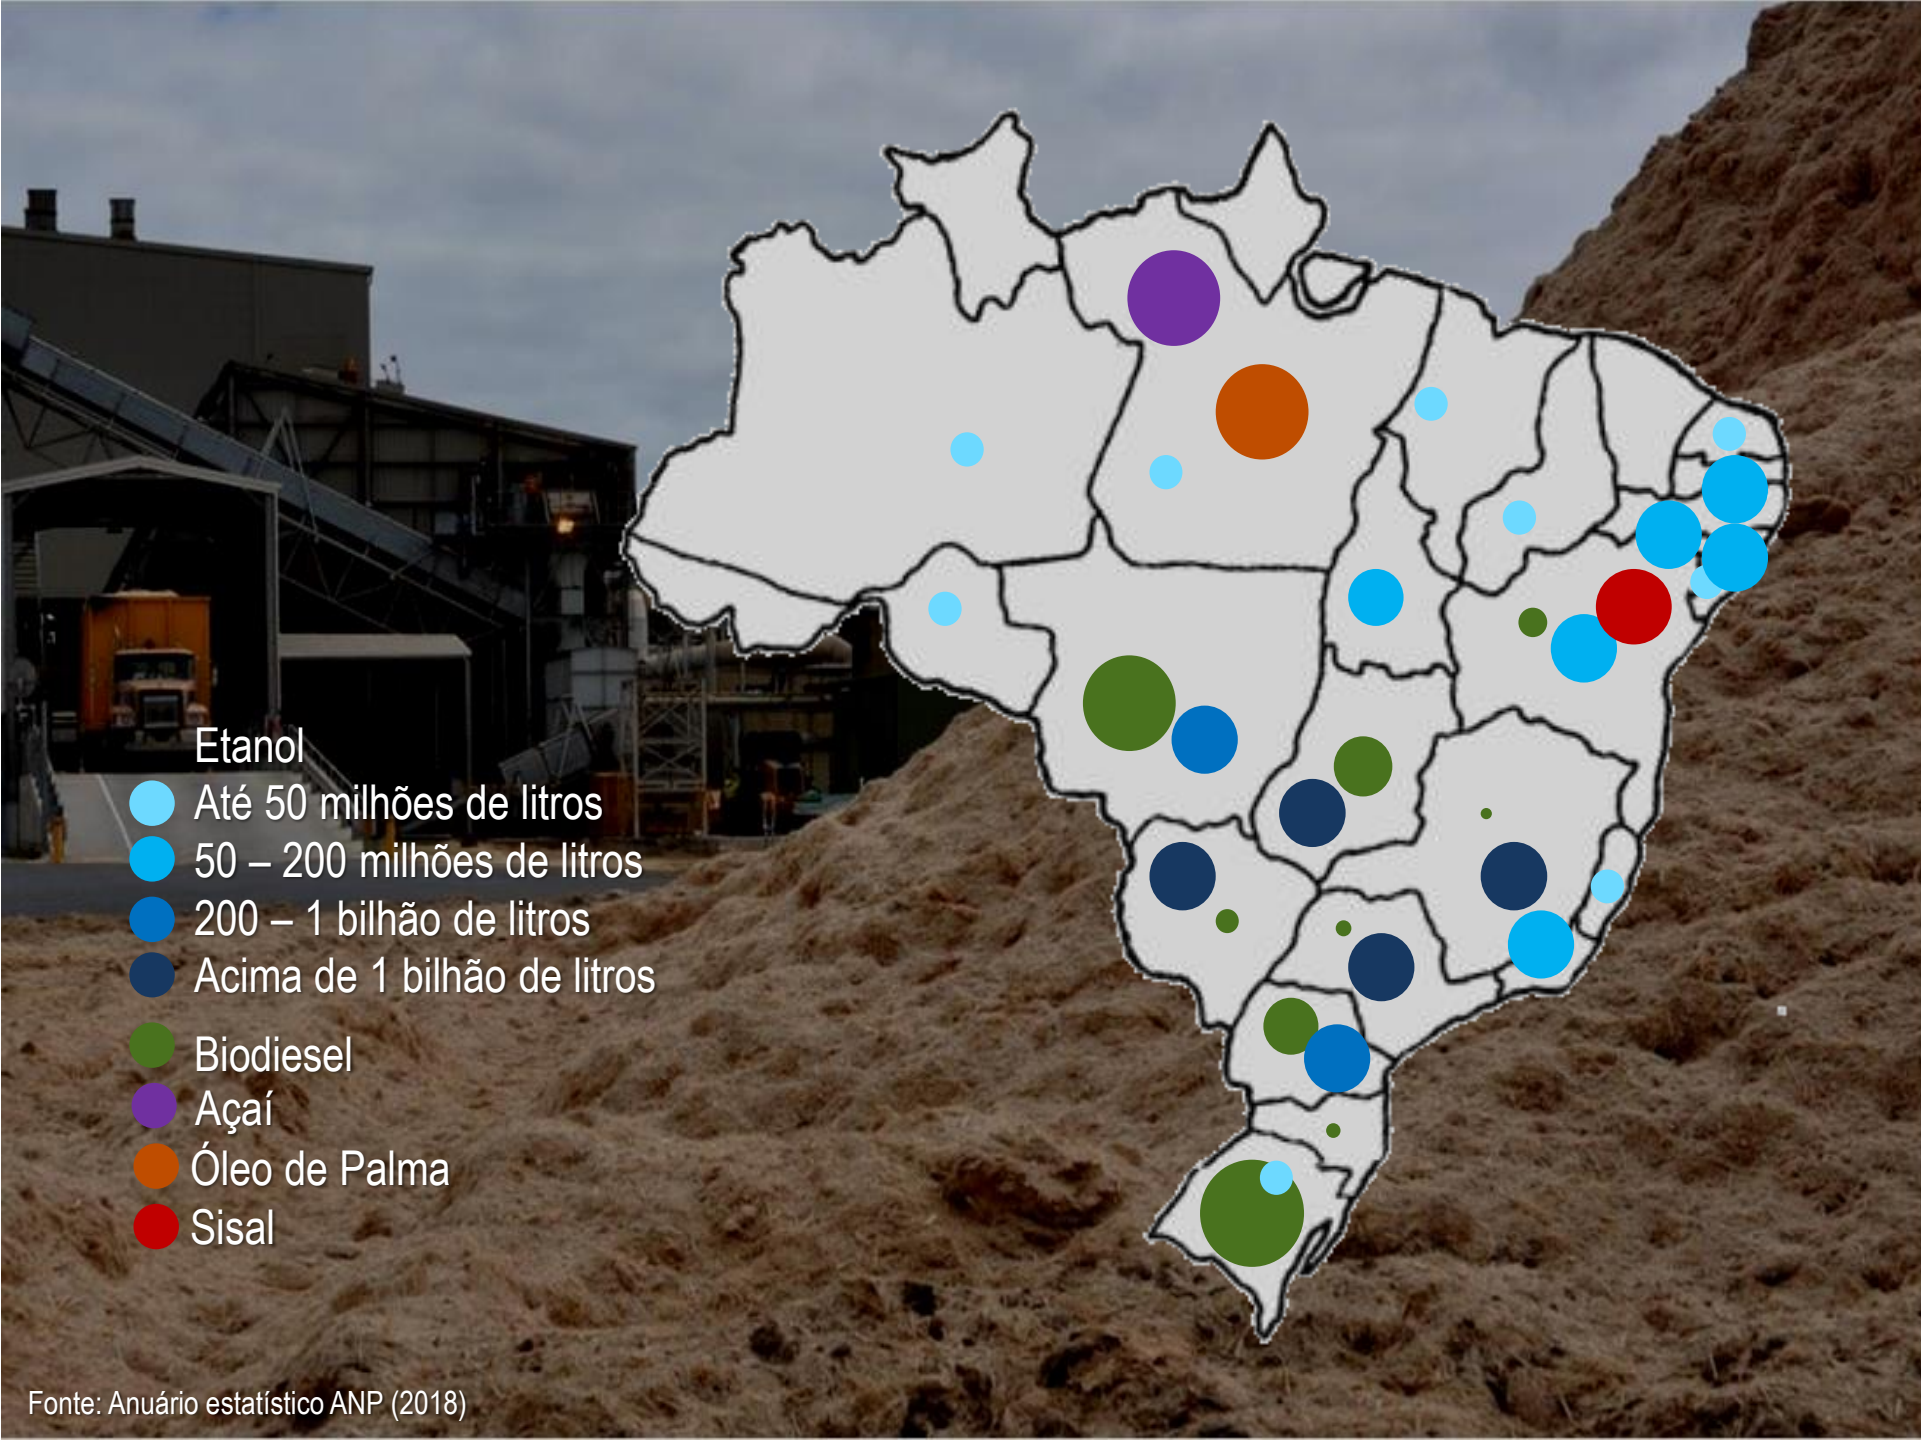 Etanol
Até 50 milhões de litros
50 – 200 milhões de litros
200 – 1 bilhão de litros
Acima de 1 bilhão de litros
Biodiesel
Açaí
Óleo de Palma
Sisal
Fonte: Anuário estatístico ANP (2018)